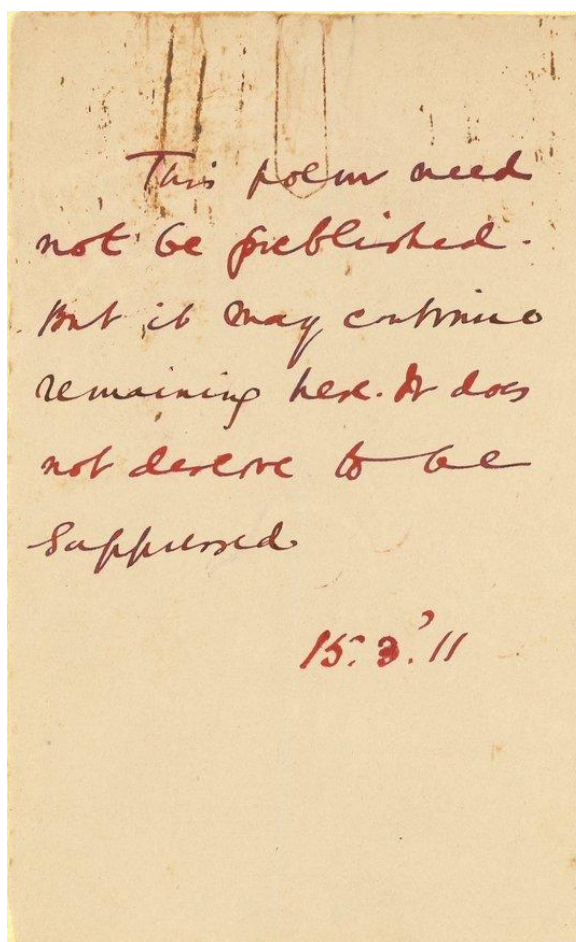 This poem need
not be published.
But it may continue
remaining here. It does
not deserve to be
suppressed.
15.3.'11